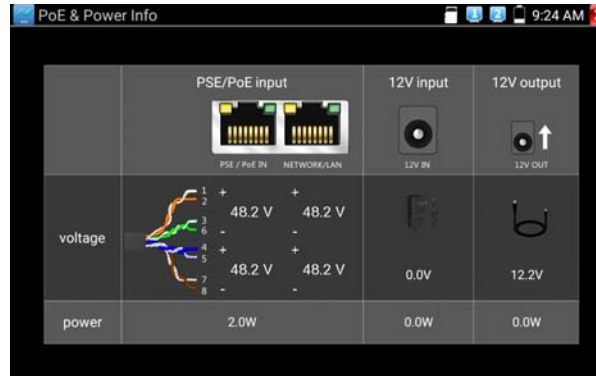 PoE & Power Info 1 2 9:24 AM
PSE/PoE input 12V input 12V output
PSE / PoE IN NETWORK/LAN 12V IN 12V OUT
1 + +
2
48.2 V 48.2 V
3
6 - -
voltage
4 + +
5
48.2 V 48.2 V 0.0V 12.2V
7
8 - -
power 2.0W 0.0W 0.0W